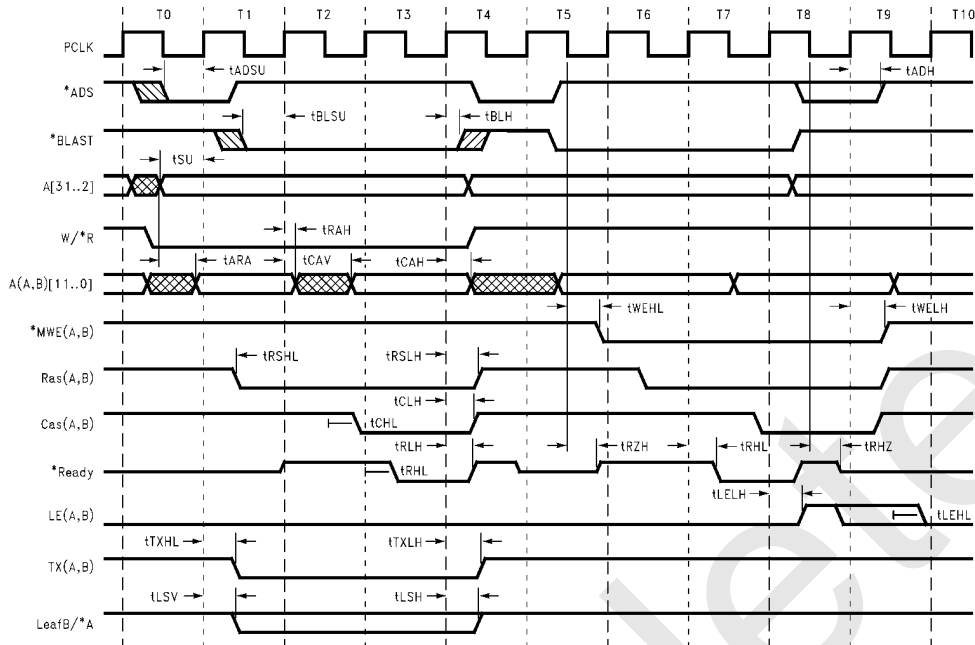 T0 T1 T2 T3 T4 T5 T6 T7 T8 T9 T10
PCLK
tADSU tADH
*ADS
tBLSU tBLH
*BLAST
tSU
A[31..2]
tRAH
W/*R
tARA tCAV tCAH
A(A,B)[11..0]
tWEHL tWELH
*MWE(A,B)
tRSHL tRSLH
Ras(A,B)
tCLH
Cas(A,B)
tCHL
tRLH tRZH tRHL tRHZ
*Ready
tRHL
tLELH
LE(A,B)
tLEHL
tTXHL tTXLH
TX(A,B)
tLSV tLSH
LeafB/*A
lete